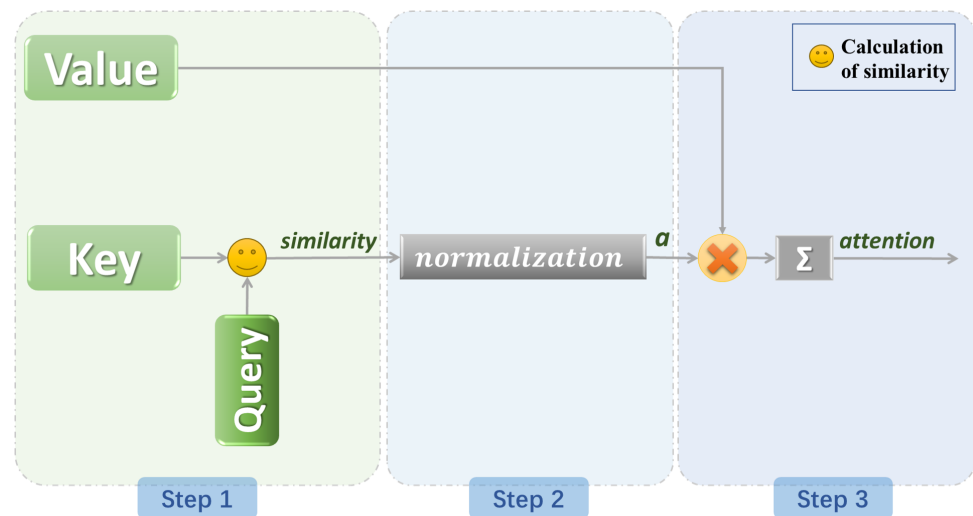 Value
Calculation
of similarity
Key
similarity
normalization
a
Σ
attention
Query
Step 1
Step 2
Step 3